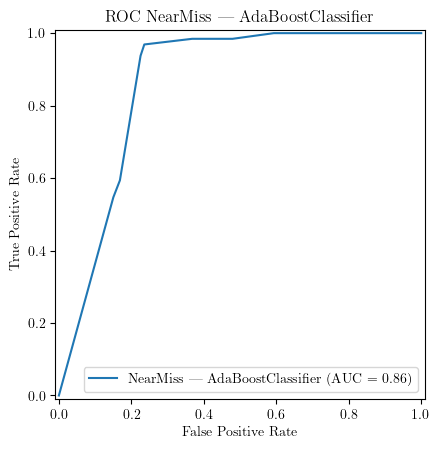 ROC NearMiss — AdaBoostClassifier
1.0
0.8
0.6
0.4
0.2
0.0
True Positive Rate
NearMiss — AdaBoostClassifier (AUC = 0.86)
0.0 0.2 0.4 0.6 0.8 1.0
False Positive Rate